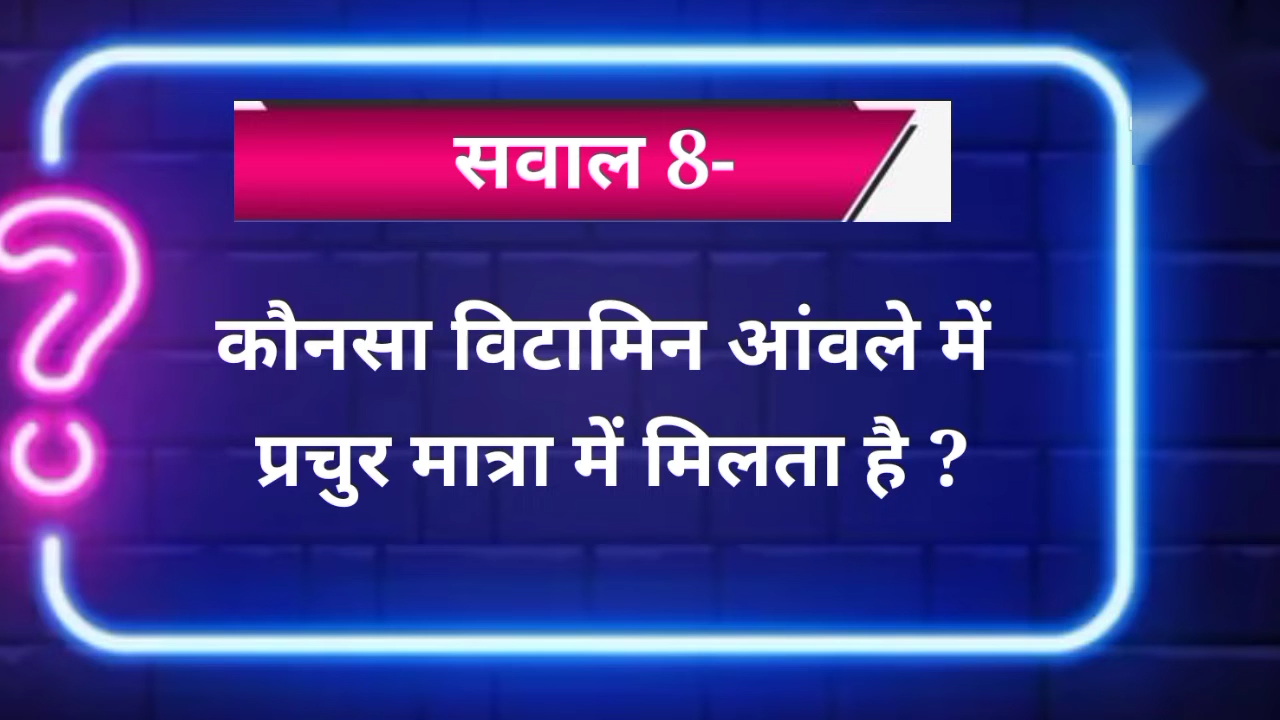 सवाल 8-
कौनसा विटामिन आंवले में
प्रचुर मात्रा में मिलता है ?